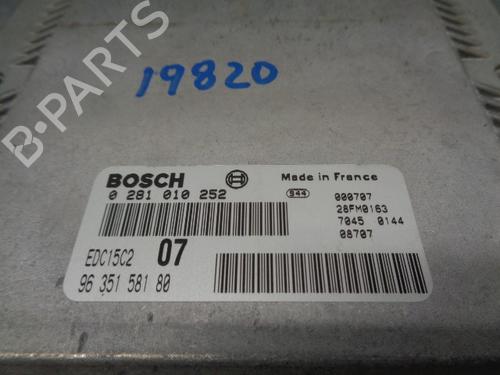 B-PARTS
19820
BOSCH
Made in France
0 281 010 252
944 000707
28FM0163
7045 0144
EDC15C2 07 08707
96 351 581 80